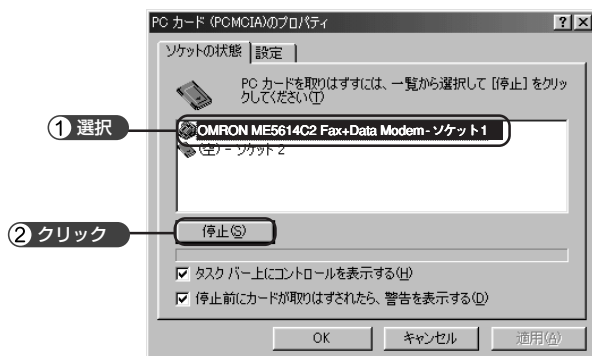 PC カード (PCMCIA)のプロパティ
ソケットの状態 設定
PC カードを取りはずすには、一覧から選択して [停止] をクリッ
クしてください(T)
① 選択
OMRON ME5614C2 Fax+Data Modem - ソケット1
(空) - ソケット 2
② クリック
停止(S)
タスク バー上にコントロールを表示する(H)
停止前にカードが取りはずされたら、警告を表示する(D)
OK キャンセル 適用(A)